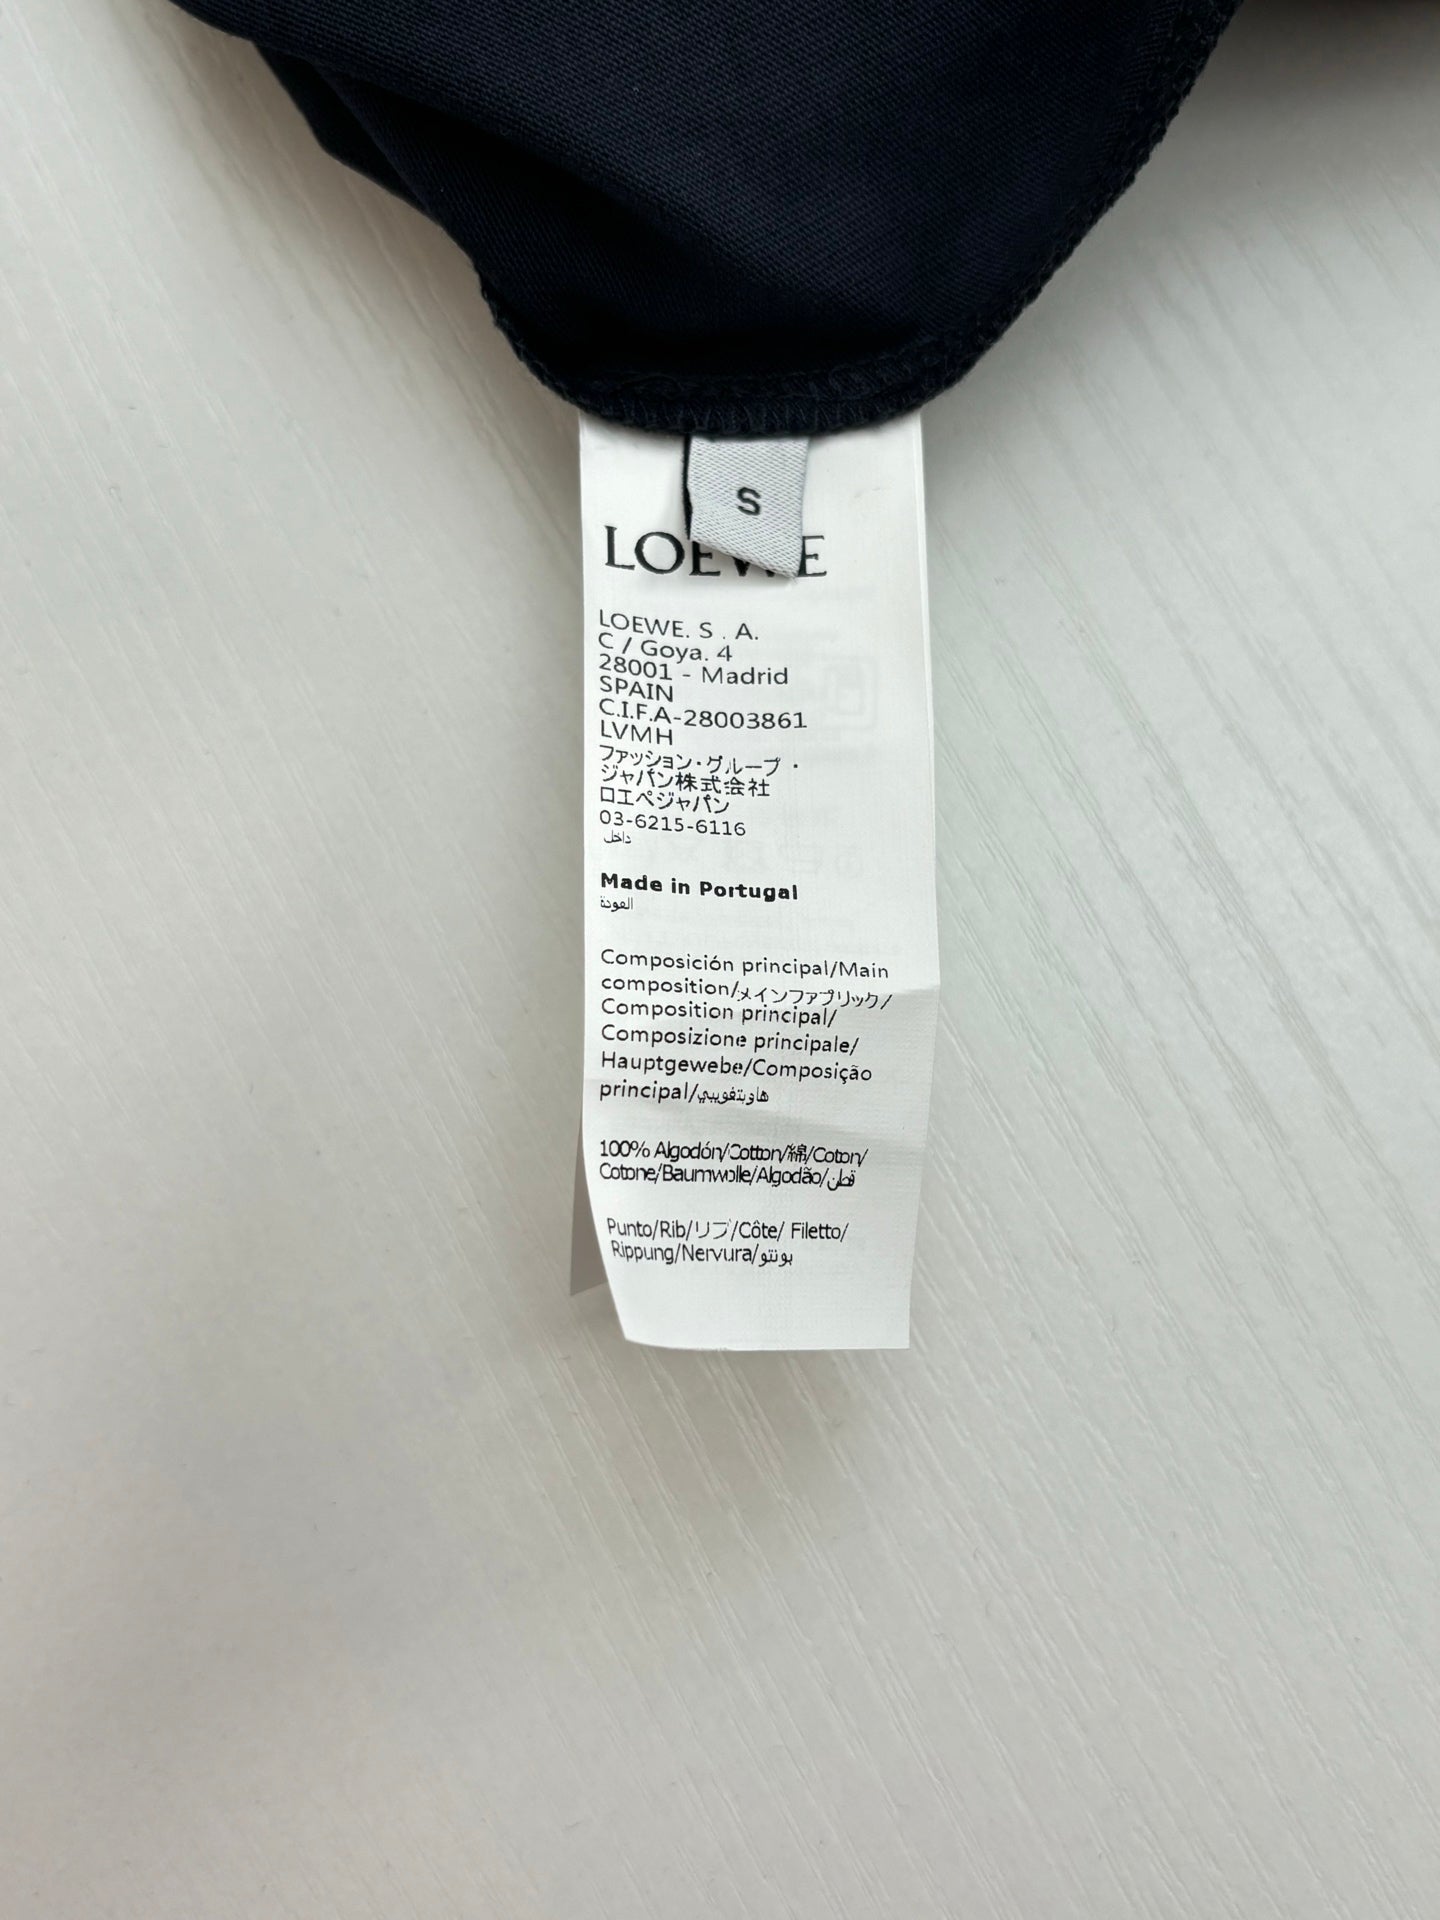 S
LOEWE
LOEWE. S . A.
C / Goya. 4
28001 - Madrid
SPAIN
C.I.F.A-28003861
LVMH
ファッション・グループ・
ジャパン株式会社
ロエベジャパン
03-6215-6116
داخل
Made in Portugal
العودة
Composición principal/Main
composition/メインファブリック/
Composition principal/
Composizione principale/
Hauptgewebe/Composição
principal/هاوبتغويبي
100% Algodón/Cotton/綿/Coton/
Cotone/Baumwolle/Algodão/قطن
Punto/Rib/リブ/Côte/ Filetto/
Rippung/Nervura/بونتو